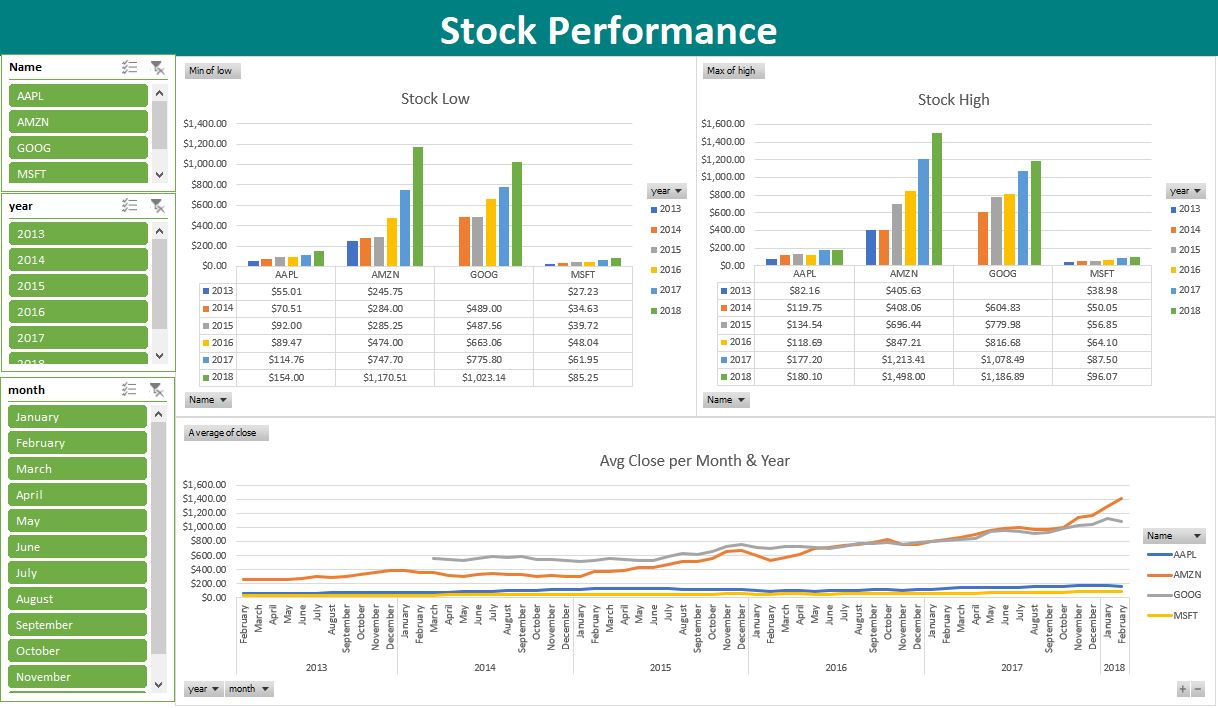 Stock Performance
Name
AAPL
AMZN
GOOG
MSFT
year
2013
2014
2015
2016
2017
2018
month
January
February
March
April
May
June
July
August
September
October
November
Min of low
Stock Low
$1,400.00
$1,200.00
$1,000.00
$800.00
$600.00
$400.00
$200.00
$0.00
AAPL AMZN GOOG MSFT
2013 $55.01 $245.75 $27.23
2014 $70.51 $284.00 $489.00 $34.63
2015 $92.00 $285.25 $487.56 $39.72
2016 $89.47 $474.00 $663.06 $48.04
2017 $114.76 $747.70 $775.80 $61.95
2018 $154.00 $1,170.51 $1,023.14 $85.25
year
2013
2014
2015
2016
2017
2018
Name
Max of high
Stock High
$1,600.00
$1,400.00
$1,200.00
$1,000.00
$800.00
$600.00
$400.00
$200.00
$0.00
AAPL AMZN GOOG MSFT
2013 $82.16 $405.63 $38.98
2014 $119.75 $408.06 $604.83 $50.05
2015 $134.54 $696.44 $779.98 $56.85
2016 $118.69 $847.21 $816.68 $64.10
2017 $177.20 $1,213.41 $1,078.49 $87.50
2018 $180.10 $1,498.00 $1,186.89 $96.07
year
2013
2014
2015
2016
2017
2018
Name
Average of close
Avg Close per Month & Year
$1,600.00
$1,400.00
$1,200.00
$1,000.00
$800.00
$600.00
$400.00
$200.00
$0.00
February March April May June July August September October November December January February March April May June July August September October November December January February March April May June July August September October November December January February March April May June July August September October November December January February March April May June July August September October November December January February
2013 2014 2015 2016 2017 2018
Name
AAPL
AMZN
GOOG
MSFT
year month
+ −